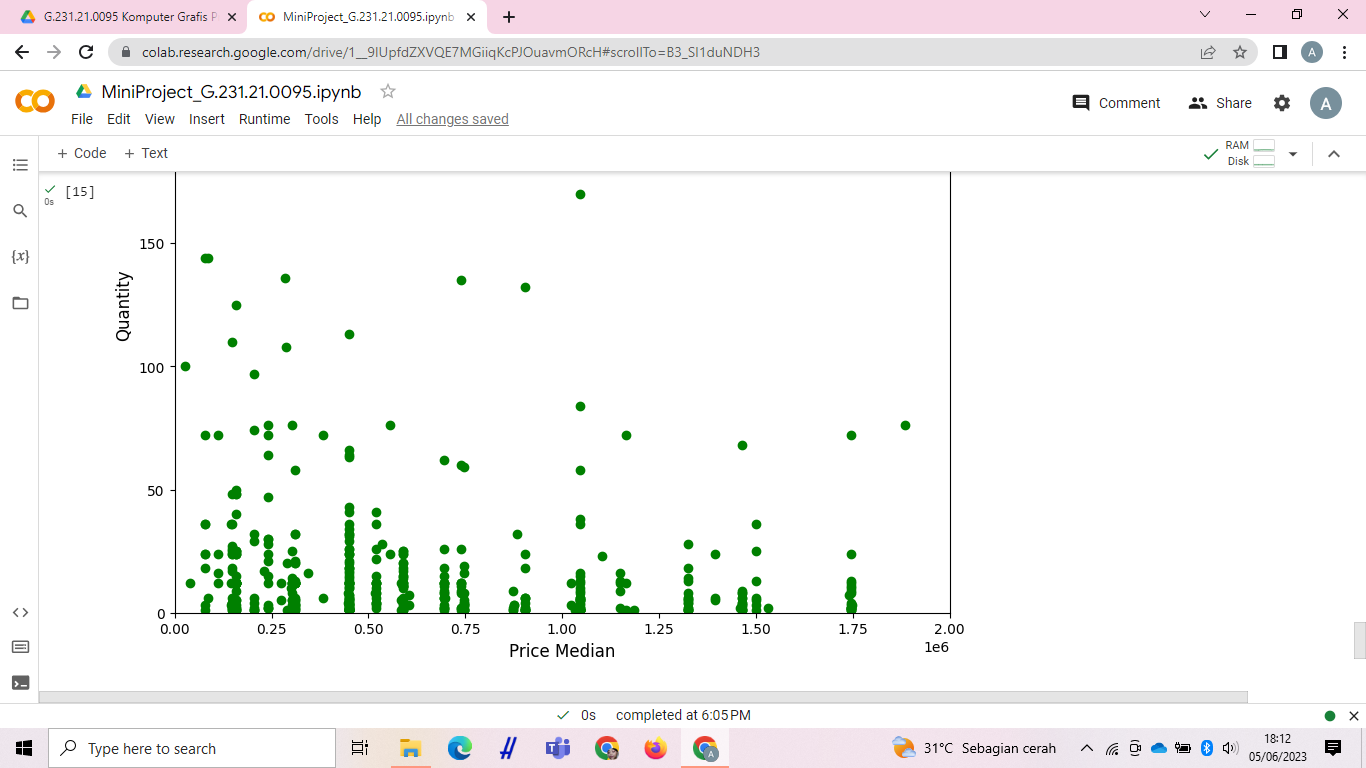 G.231.21.0095 Komputer Grafis P
MiniProject_G.231.21.0095.ipynb
colab.research.google.com/drive/1__9IUpfdZXVQE7MGiiqKcPJOuavmORcH#scrollTo=B3_SI1duNDH3
A
MiniProject_G.231.21.0095.ipynb
Comment
Share
A
File Edit View Insert Runtime Tools Help All changes saved
+ Code + Text
RAM
Disk
[15]
0s
{x}
150
100
50
0
Quantity
0.00 0.25 0.50 0.75 1.00 1.25 1.50 1.75 2.00
1e6
Price Median
0s completed at 6:05 PM
Type here to search
A
31°C Sebagian cerah
18:12
05/06/2023